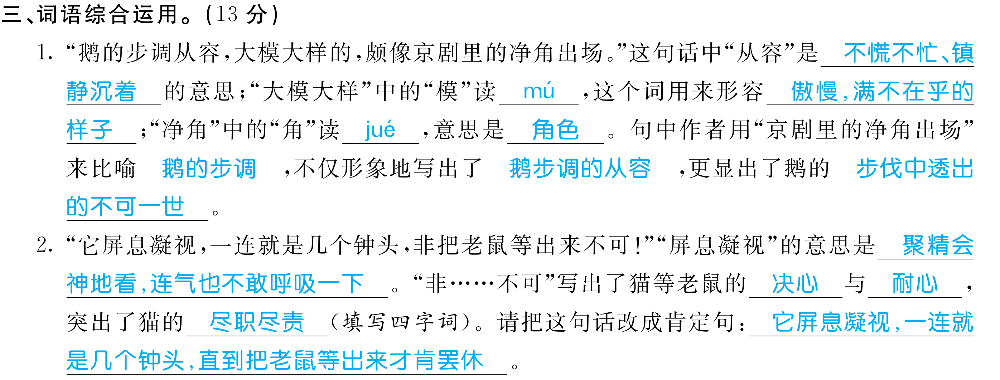 三、词语综合运用。(13 分)
1. “鹅的步调从容,大模大样的,颇像京剧里的净角出场。”这句话中“从容”是 不慌不忙、镇
静沉着 的意思;“大模大样”中的“模”读 mú ,这个词用来形容 傲慢,满不在乎的
样子 ;“净角”中的“角”读 jué ,意思是 角色 。句中作者用“京剧里的净角出场”
来比喻 鹅的步调 ,不仅形象地写出了 鹅步调的从容 ,更显出了鹅的 步伐中透出
的不可一世 。
2. “它屏息凝视,一连就是几个钟头,非把老鼠等出来不可!”“屏息凝视”的意思是 聚精会
神地看,连气也不敢呼吸一下 。“非……不可”写出了猫等老鼠的 决心 与 耐心 ,
突出了猫的 尽职尽责 (填写四字词)。请把这句话改成肯定句: 它屏息凝视,一连就
是几个钟头,直到把老鼠等出来才肯罢休 。